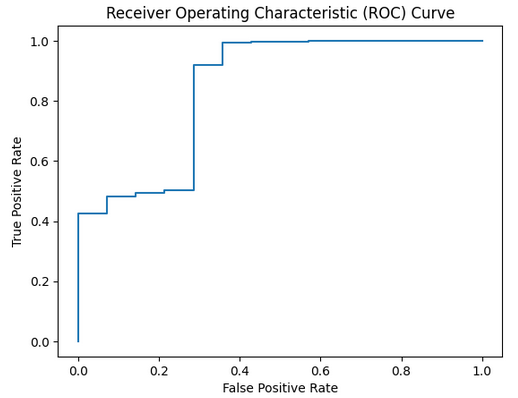 Receiver Operating Characteristic (ROC) Curve
1.0
0.8
0.6
0.4
0.2
0.0
True Positive Rate
0.0 0.2 0.4 0.6 0.8 1.0
False Positive Rate